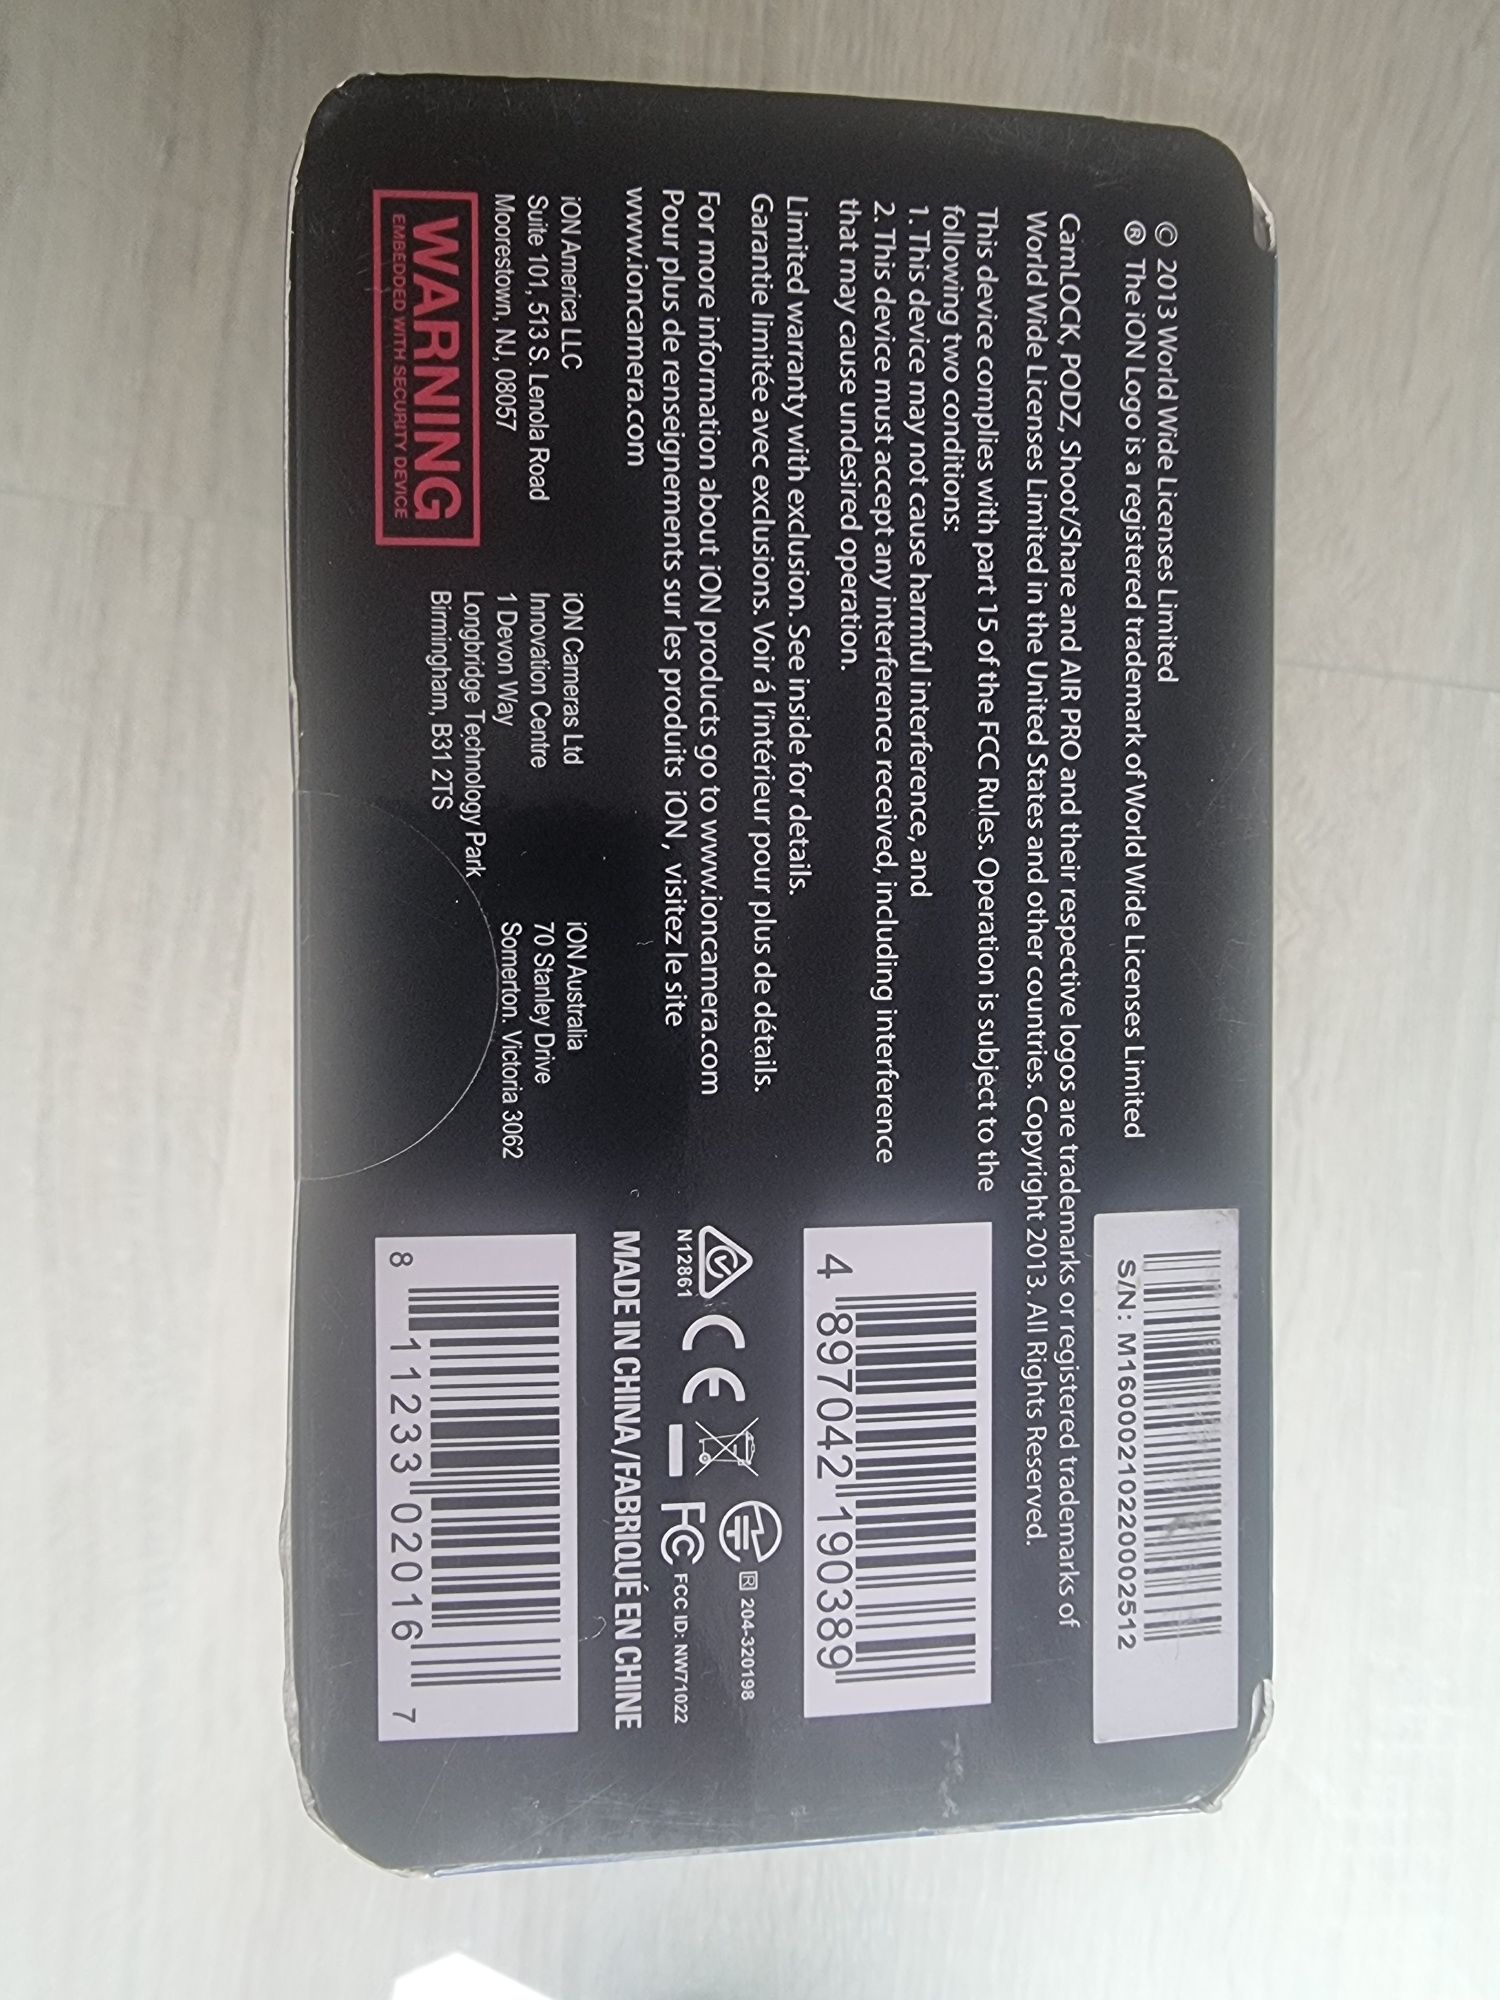 © 2013 World Wide Licenses Limited
® The iON Logo is a registered trademark of World Wide Licenses Limited
CamLOCK, PODZ, Shoot/Share and AIR PRO and their respective logos are trademarks or registered trademarks of
World Wide Licenses Limited in the United States and other countries. Copyright 2013. All Rights Reserved.
This device complies with part 15 of the FCC Rules. Operation is subject to the
following two conditions:
1. This device may not cause harmful interference, and
2. This device must accept any interference received, including interference
that may cause undesired operation.
Limited warranty with exclusion. See inside for details.
Garantie limitée avec exclusions. Voir á l'intérieur pour plus de détails.
For more information about iON products go to www.ioncamera.com
Pour plus de renseignements sur les produits iON, visitez le site
www.ioncamera.com
iON America LLC
Suite 101, 513 S. Lenola Road
Moorestown, NJ, 08057
iON Cameras Ltd
Innovation Centre
1 Devon Way
Longbridge Technology Park
Birmingham, B31 2TS
iON Australia
70 Stanley Drive
Somerton. Victoria 3062
WARNING
EMBEDDED WITH SECURITY DEVICE
S/N: M16000210220002512
4 897042 190389
N12861
CE
R 204-320198
FC FCC ID: NW71022
MADE IN CHINA/FABRIQUÉ EN CHINE
8 11233 02016 7